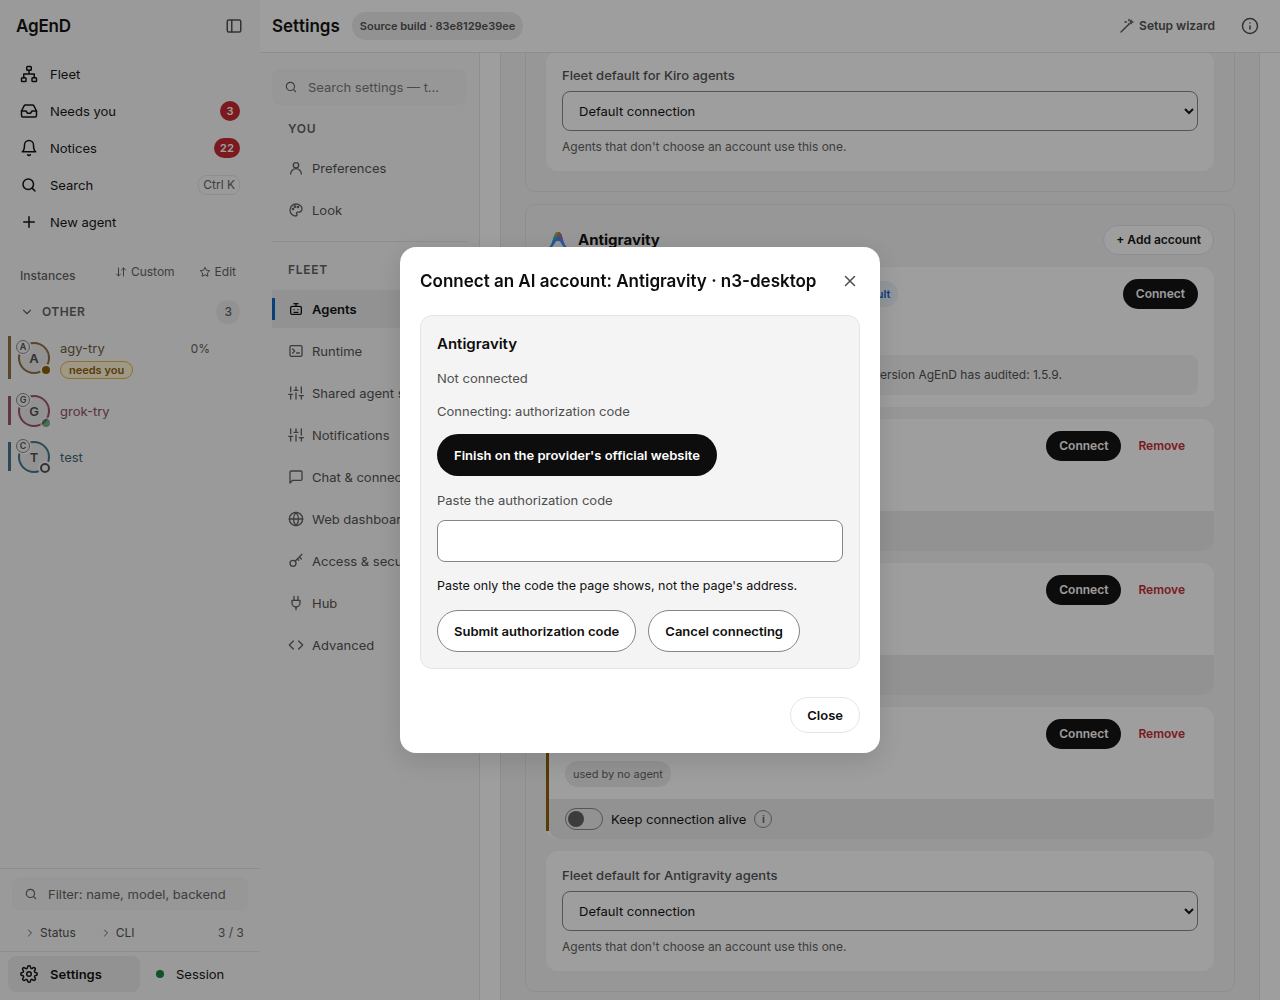 AgEnD
Fleet
Needs you
3
Notices
22
Search
Ctrl K
New agent
Instances
Custom
Edit
OTHER
3
A
A
agy-try
0%
needs you
G
G
grok-try
C
T
test
Filter: name, model, backend
Status
CLI
3 / 3
Settings
Session
Settings
Source build · 83e8129e39ee
Setup wizard
Search settings — t...
YOU
Preferences
Look
FLEET
Agents
Runtime
Shared agent s
Notifications
Chat & connec
Web dashboar
Access & secu
Hub
Advanced
Fleet default for Kiro agents
Default connection
Agents that don't choose an account use this one.
Antigravity
+ Add account
Connect
ersion AgEnD has audited: 1.5.9.
Connect
Remove
Connect
Remove
Connect
Remove
used by no agent
Keep connection alive
Fleet default for Antigravity agents
Default connection
Agents that don't choose an account use this one.
Connect an AI account: Antigravity · n3-desktop
Antigravity
Not connected
Connecting: authorization code
Finish on the provider's official website
Paste the authorization code
Paste only the code the page shows, not the page's address.
Submit authorization code
Cancel connecting
Close